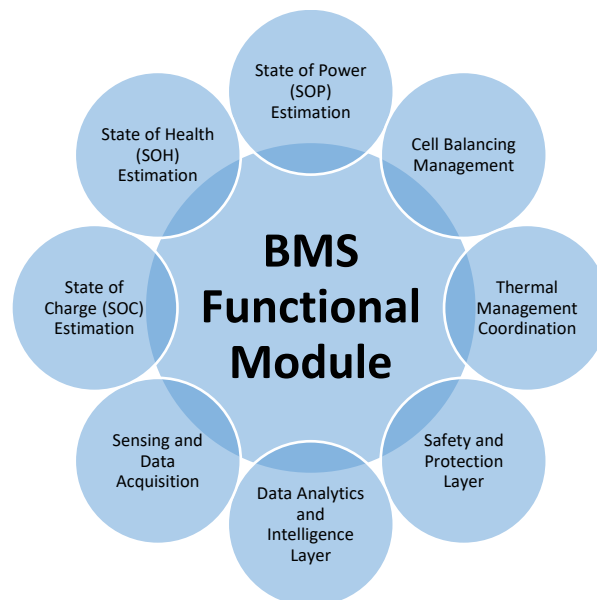 State of Power
(SOP)
Estimation
Cell Balancing
Management
Thermal
Management
Coordination
Safety and
Protection
Layer
Data Analytics
and
Intelligence
Layer
Sensing and
Data
Acquisition
State of
Charge (SOC)
Estimation
State of Health
(SOH)
Estimation
BMS
Functional
Module